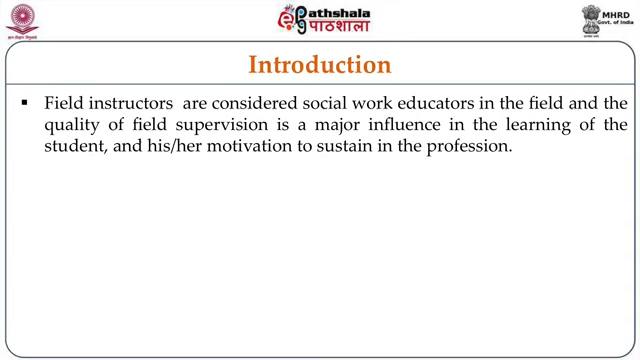 ePathshala
पाठशाला
MHRD
Govt. of India
Introduction
▪ Field instructors are considered social work educators in the field and the
quality of field supervision is a major influence in the learning of the
student, and his/her motivation to sustain in the profession.